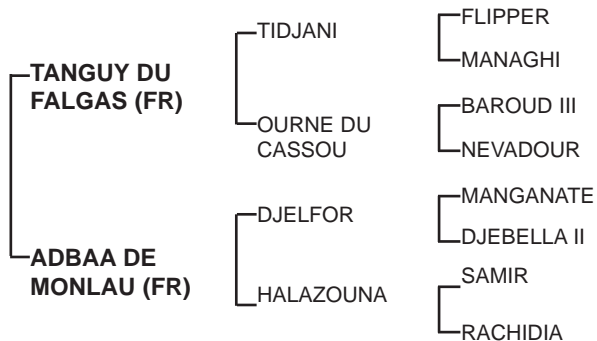 FLIPPER
TIDJANI
MANAGHI
TANGUY DU
FALGAS (FR)
BAROUD III
OURNE DU
CASSOU
NEVADOUR
MANGANATE
DJELFOR
DJEBELLA II
ADBAA DE
MONLAU (FR)
SAMIR
HALAZOUNA
RACHIDIA